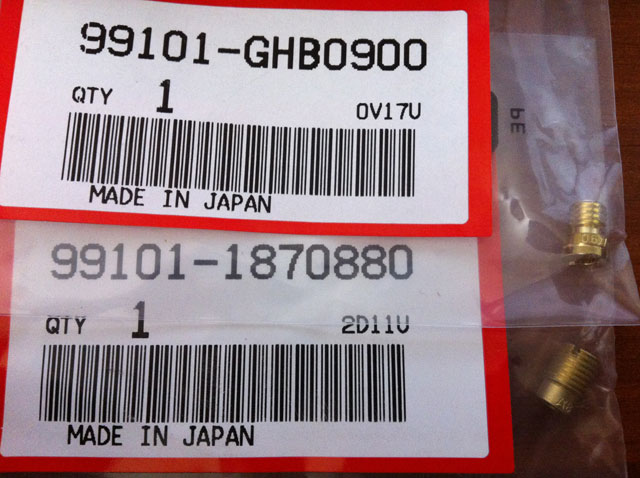 99101-GHB0900
QTY 1 0V17U
MADE IN JAPAN
99101-1870880
QTY 1 2D11U
MADE IN JAPAN